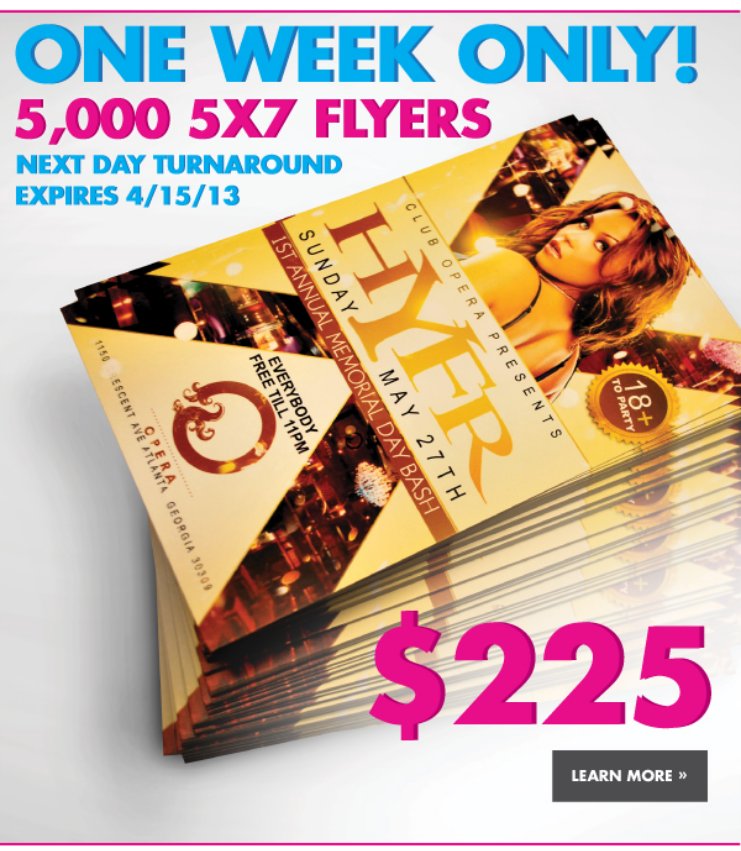 ONE WEEK ONLY!
5,000 5X7 FLYERS
NEXT DAY TURNAROUND
EXPIRES 4/15/13
CLUB OPERA PRESENTS
HYFR
SUNDAY MAY 27TH
1ST ANNUAL MEMORIAL DAY BASH
18+
TO PARTY
EVERYBODY
FREE TILL 11PM
OPERA
1150 ESCENT AVE ATLANTA GEORGIA 30309
$225
LEARN MORE »